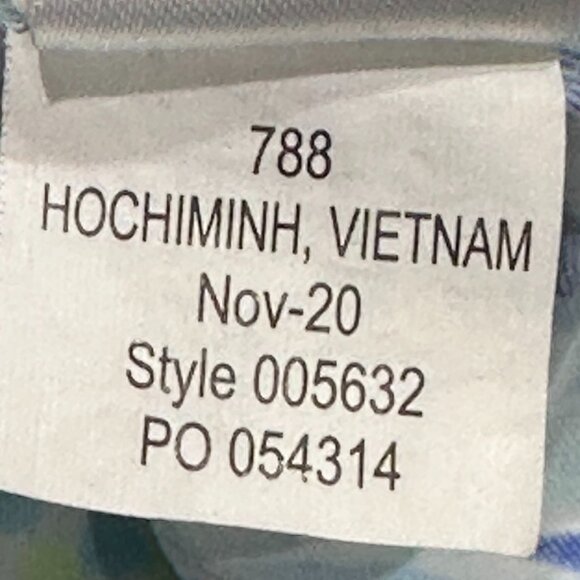 788
HOCHIMINH, VIETNAM
Nov-20
Style 005632
PO 054314